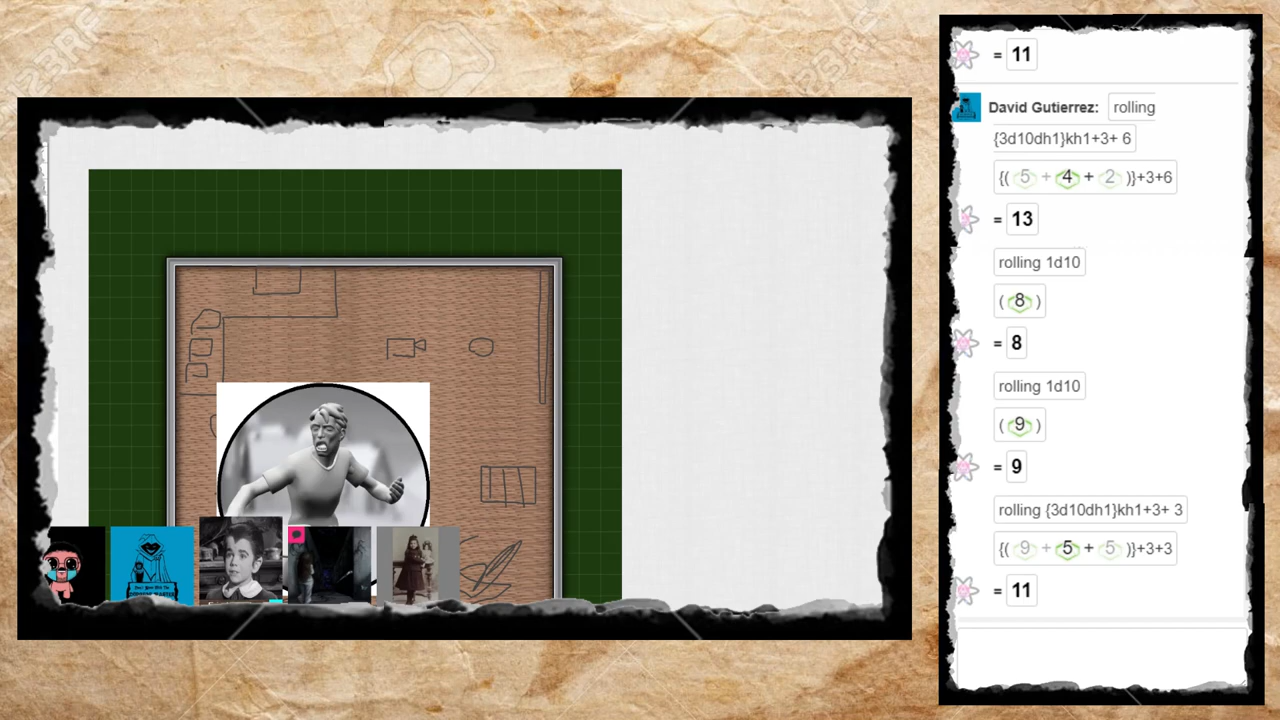 = 11
David Gutierrez: rolling
{3d10dh1}kh1+3+ 6
{( 5 + 4 + 2 )}+3+6
= 13
rolling 1d10
( 8 )
= 8
rolling 1d10
( 9 )
= 9
rolling {3d10dh1}kh1+3+ 3
{( 9 + 5 + 5 )}+3+3
= 11
123RF